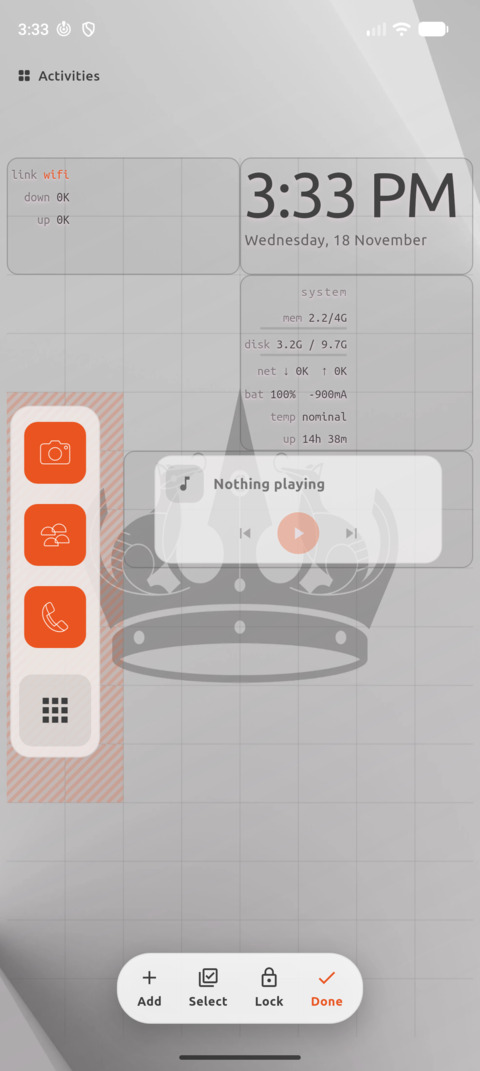 3:33
Activities
link wifi
down 0K
up 0K
3:33 PM
Wednesday, 18 November
system
mem 2.2/4G
disk 3.2G / 9.7G
net ↓ 0K ↑ 0K
bat 100% -900mA
temp nominal
up 14h 38m
Nothing playing
Add
Select
Lock
Done